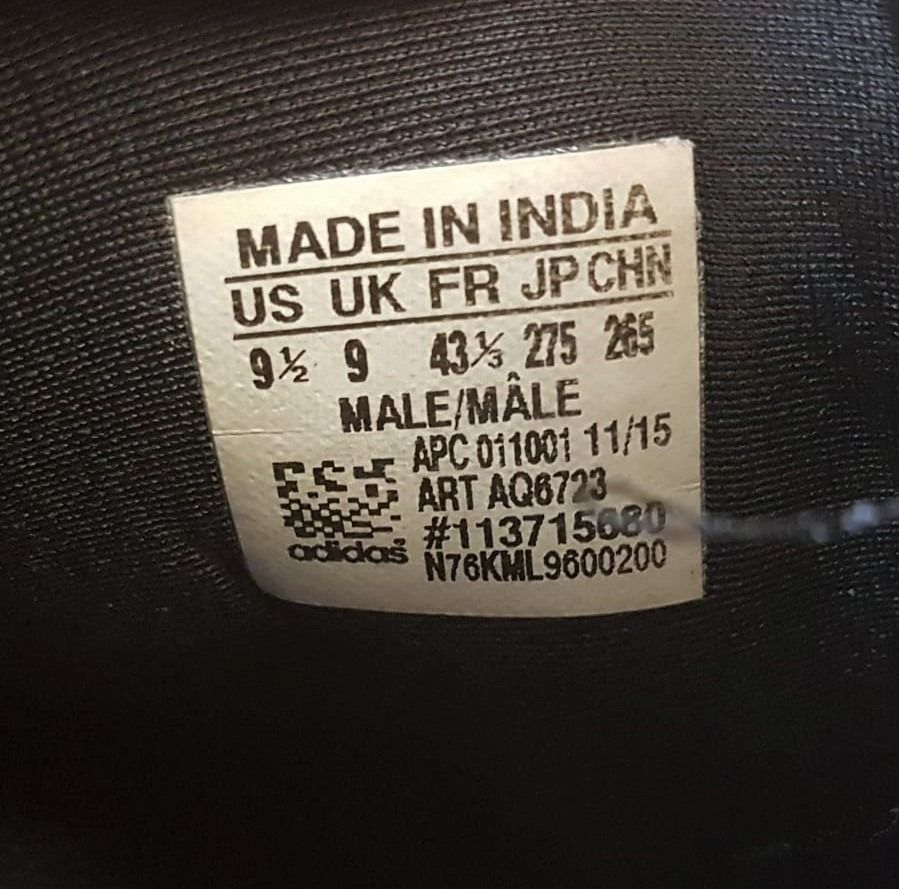 MADE IN INDIA
US UK FR JP CHN
9½ 9 43⅓ 275 265
MALE/MÂLE
APC 011001 11/15
ART AQ6723
#113715680
N76KML9600200
adidas